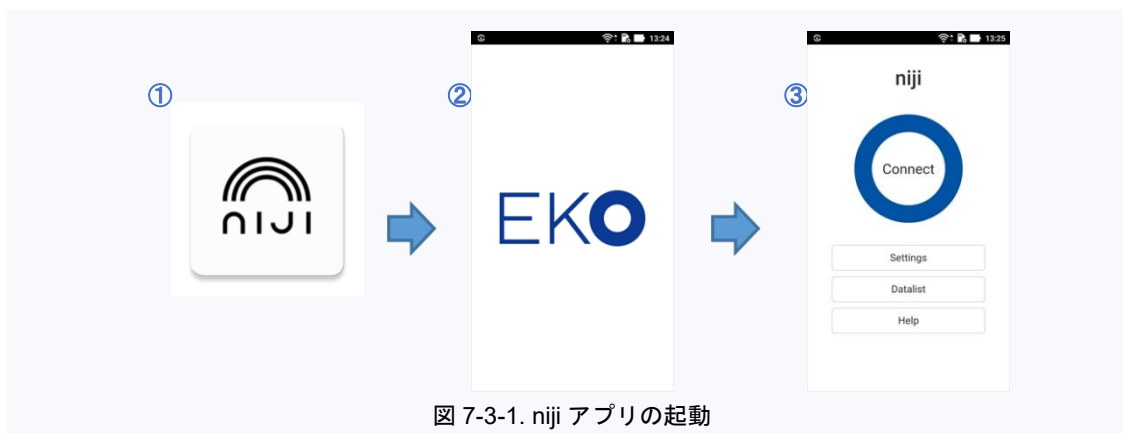 ①
NIJI
②
13:24
EKO
③
13:25
niji
Connect
Settings
Datalist
Help
図 7-3-1. niji アプリの起動